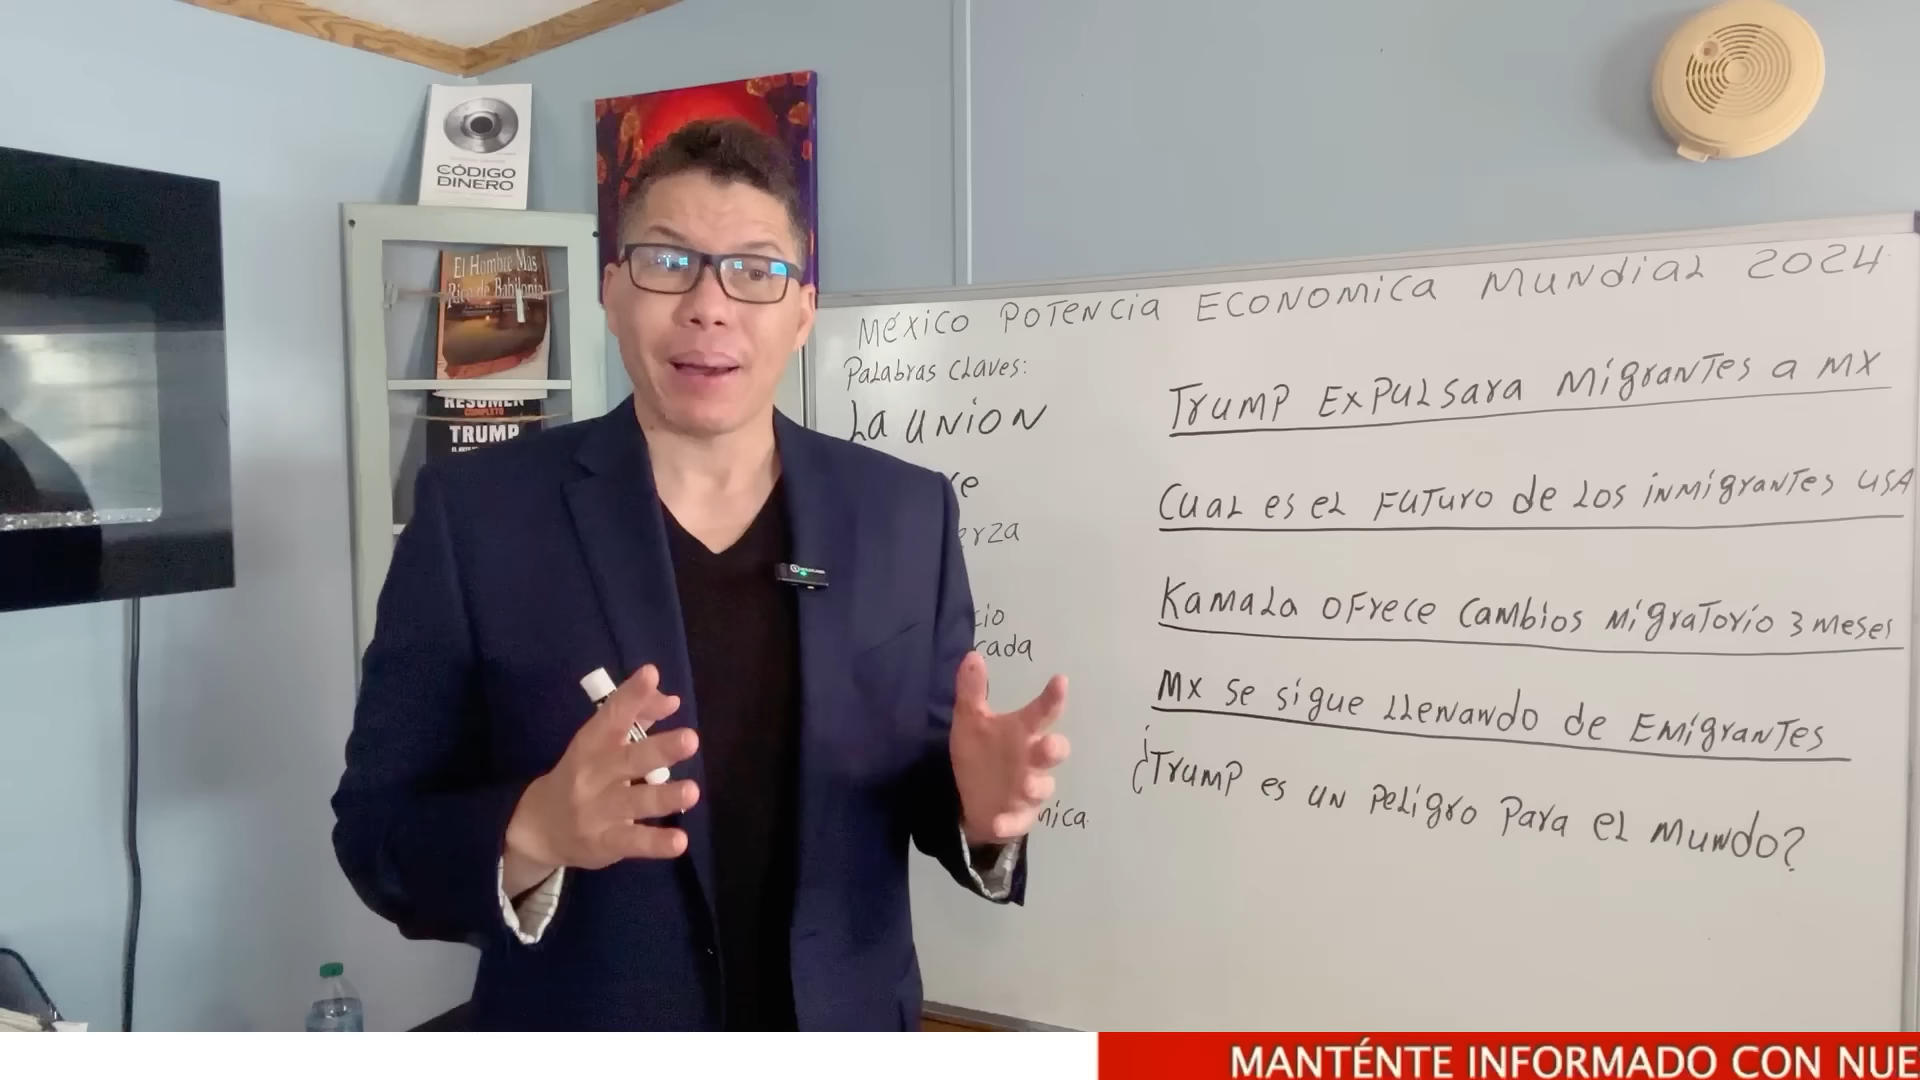 CÓDIGO
DINERO
El Hombre Mas
Rico de Babilonia
RESUMEN
COMPLETO
TRUMP
MéXICO POTENCIA ECONOMICA MUNDIAL 2024
PALABRAS CLAVES:
La UNION
TRUMP EXPULSARA MIGRANTES a MX
CUAL ES EL FUTURO de LOS INMIGRANTES USA
KAMALA OFRECE CAMBIOS MIGRATORIO 3 MESES
MX SE SIGUE LLENANDO DE EMIGRANTES
¿TRUMP ES UN PELIGRO PARA EL MUNDO?
MANTÉNTE INFORMADO CON NUE